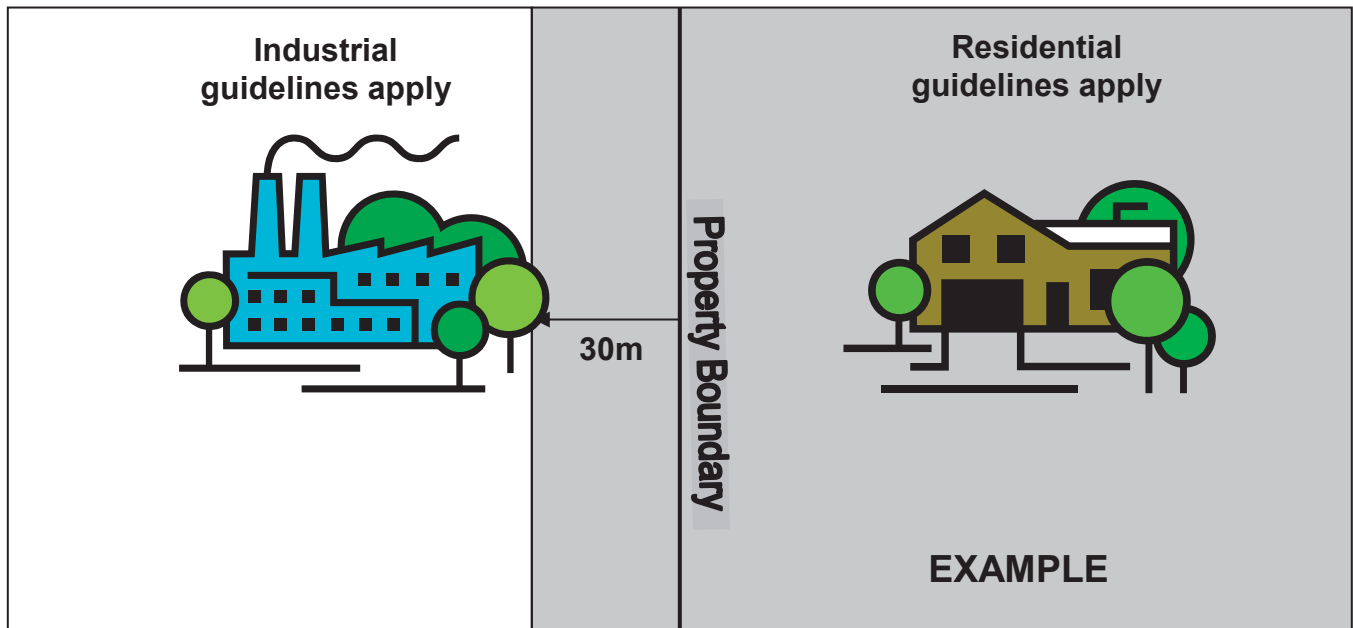 Industrial
guidelines apply
Residential
guidelines apply
30m
Property Boundary
EXAMPLE